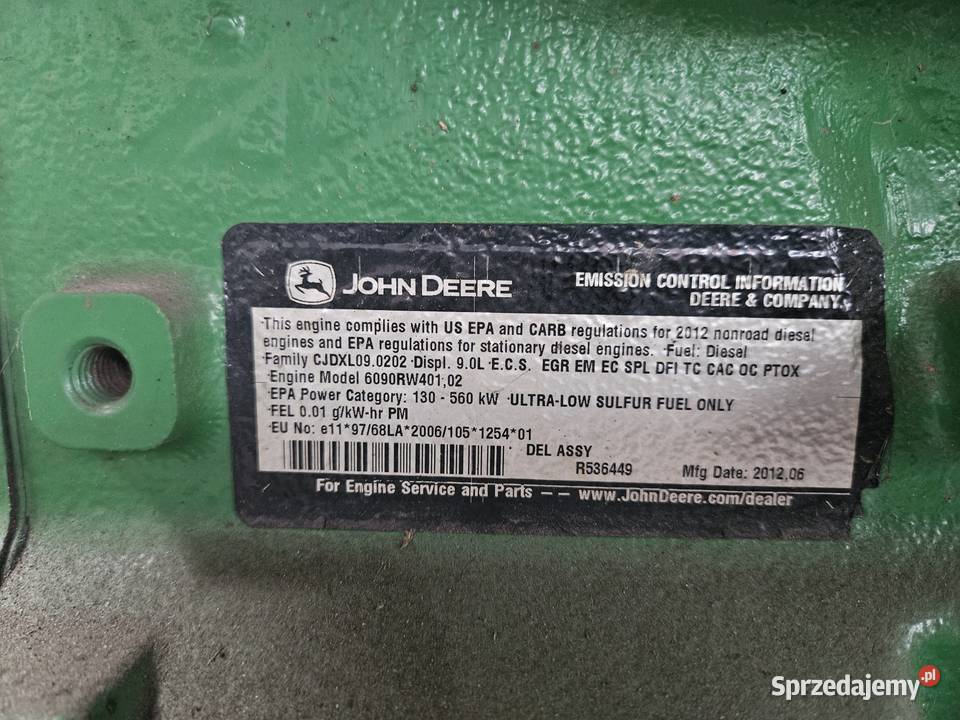 JOHN DEERE
EMISSION CONTROL INFORMATION
DEERE & COMPANY
This engine complies with US EPA and CARB regulations for 2012 nonroad diesel
engines and EPA regulations for stationary diesel engines. Fuel: Diesel
Family CJDXL09.0202 Displ. 9.0L E.C.S. EGR EM EC SPL DFI TC CAC OC PTOX
Engine Model 6090RW401,02
EPA Power Category: 130 - 560 kW ULTRA-LOW SULFUR FUEL ONLY
FEL 0.01 g/kW-hr PM
EU No: e11*97/68LA*2006/105*1254*01
DEL ASSY
R536449 Mfg Date: 2012,06
For Engine Service and Parts -- www.JohnDeere.com/dealer
Sprzedajemy.pl